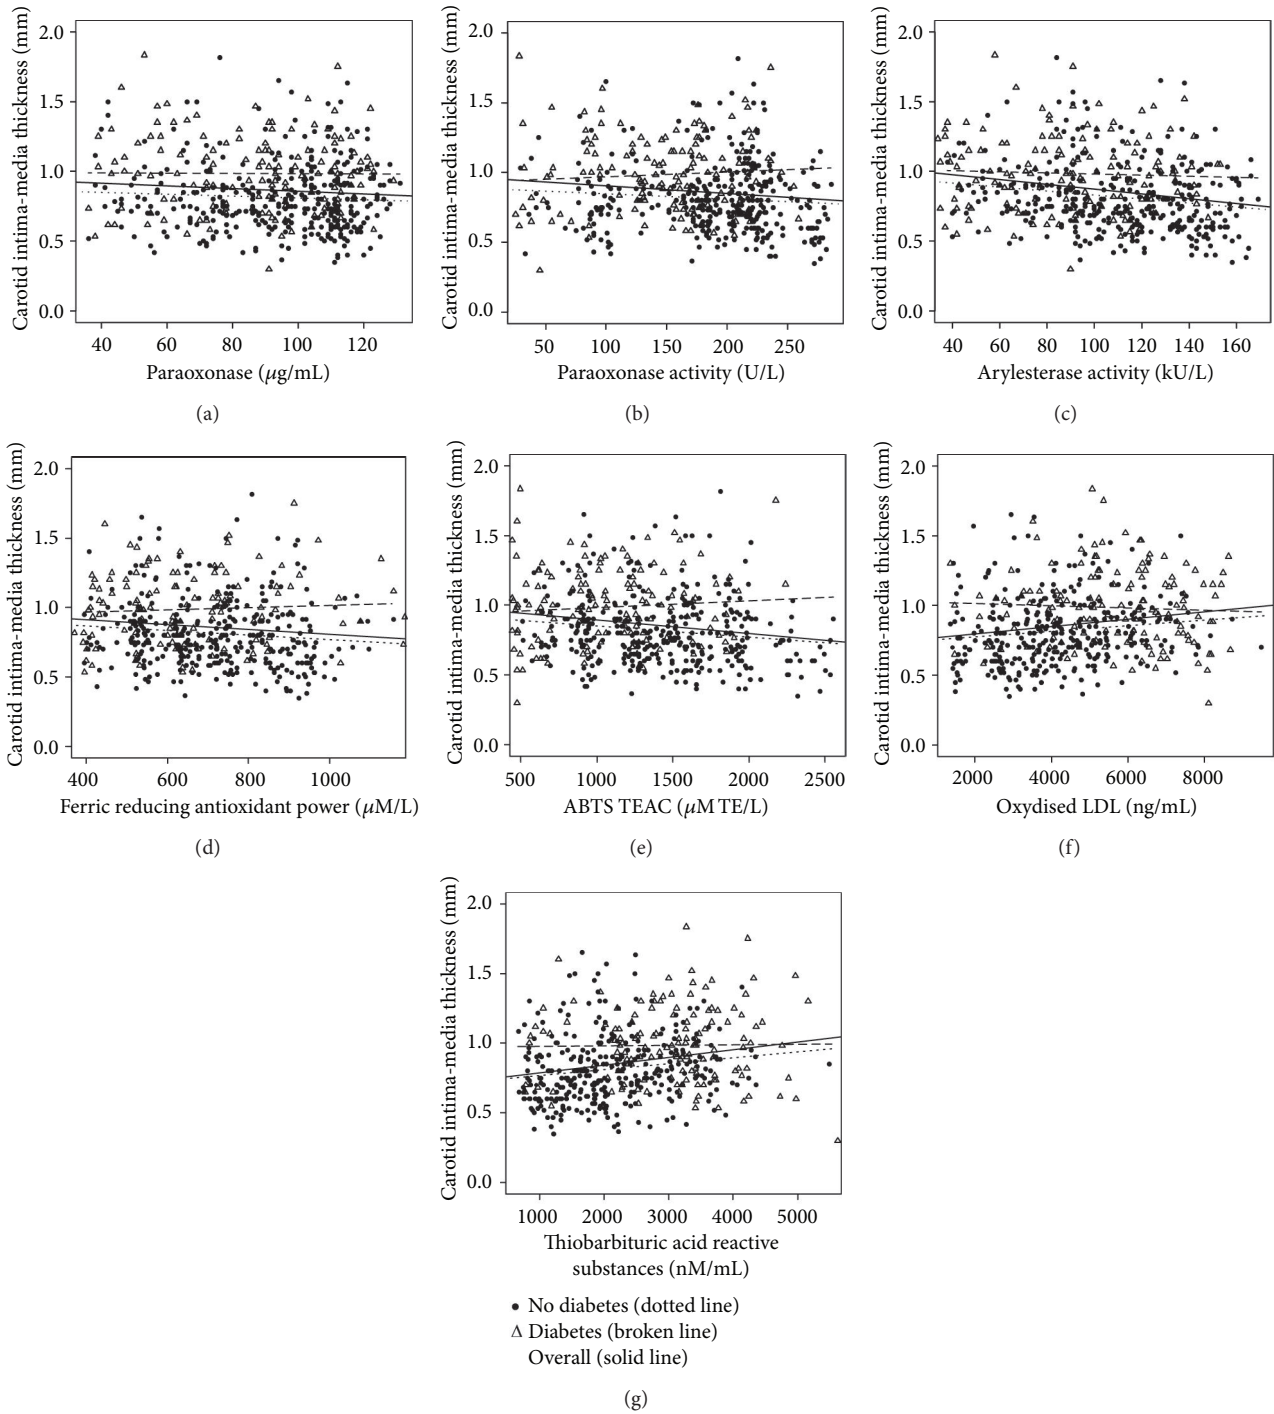 Carotid intima-media thickness (mm)
2.0
1.5
1.0
0.5
0.0
40 60 80 100 120
Paraoxonase (μg/mL)
(a)
Carotid intima-media thickness (mm)
2.0
1.5
1.0
0.5
0.0
50 100 150 200 250
Paraoxonase activity (U/L)
(b)
Carotid intima-media thickness (mm)
2.0
1.5
1.0
0.5
0.0
40 60 80 100 120 140 160
Arylesterase activity (kU/L)
(c)
Carotid intima-media thickness (mm)
2.0
1.5
1.0
0.5
0.0
400 600 800 1000
Ferric reducing antioxidant power (μM/L)
(d)
Carotid intima-media thickness (mm)
2.0
1.5
1.0
0.5
0.0
500 1000 1500 2000 2500
ABTS TEAC (μM TE/L)
(e)
Carotid intima-media thickness (mm)
2.0
1.5
1.0
0.5
0.0
2000 4000 6000 8000
Oxydised LDL (ng/mL)
(f)
Carotid intima-media thickness (mm)
2.0
1.5
1.0
0.5
0.0
1000 2000 3000 4000 5000
Thiobarbituric acid reactive
substances (nM/mL)
No diabetes (dotted line)
Diabetes (broken line)
Overall (solid line)
(g)